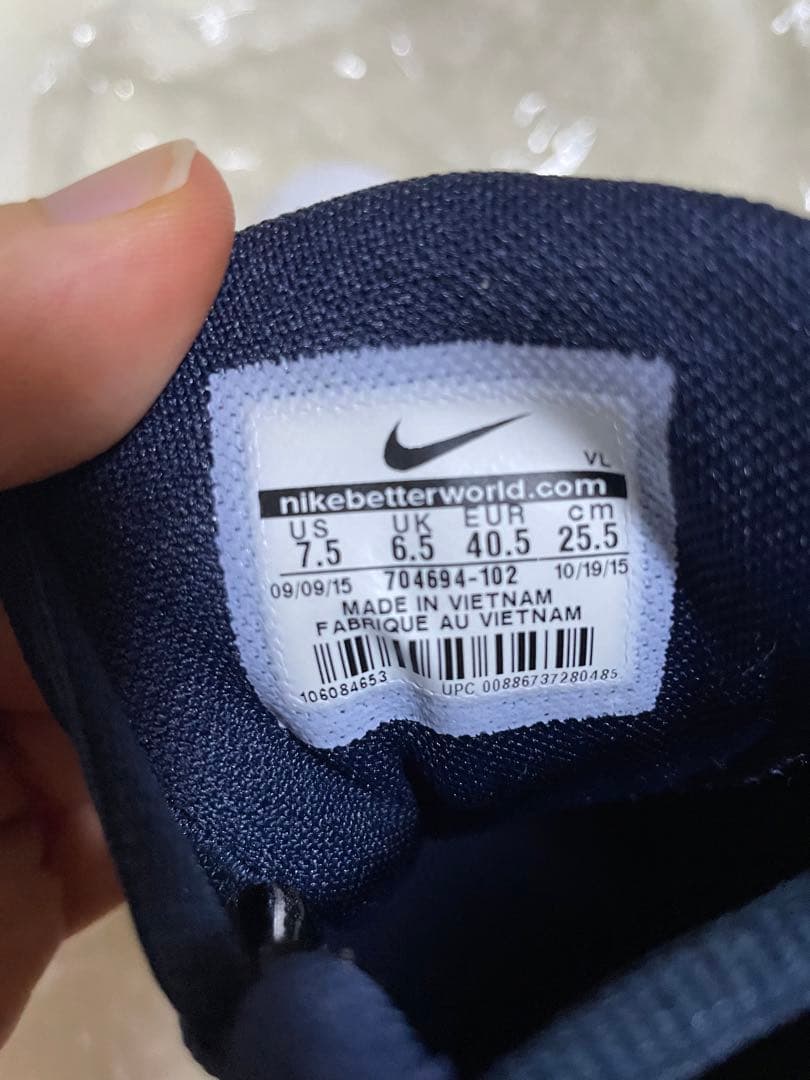 VL
nikebetterworld.com
US UK EUR cm
7.5 6.5 40.5 25.5
09/09/15 704694-102 10/19/15
MADE IN VIETNAM
FABRIQUE AU VIETNAM
106084653 UPC 00886737280485